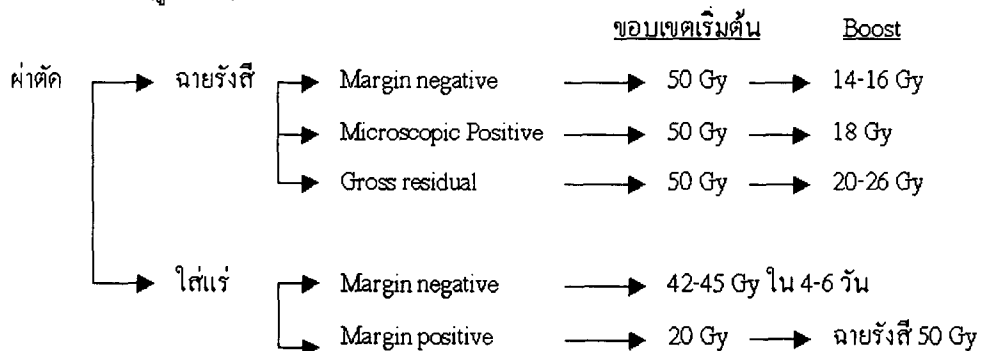 ขอบเขตเริ่มต้น Boost
ผ่าตัด ฉายรังสี Margin negative 50 Gy 14-16 Gy
Microscopic Positive 50 Gy 18 Gy
Gross residual 50 Gy 20-26 Gy
ใส่แร่ Margin negative 42-45 Gy ใน 4-6 วัน
Margin positive 20 Gy ฉายรังสี 50 Gy